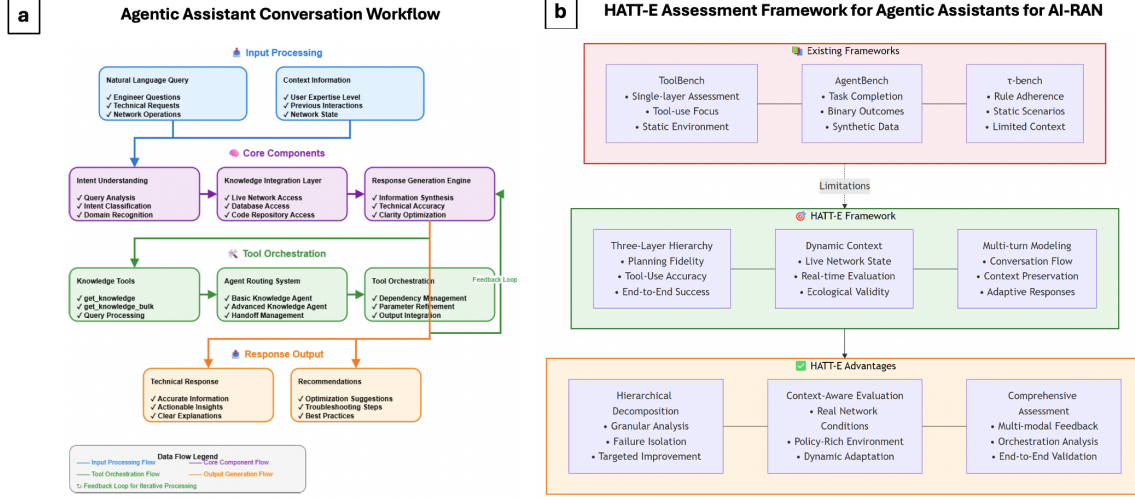 a
Agentic Assistant Conversation Workflow
Input Processing
Natural Language Query
✓ Engineer Questions
✓ Technical Requests
✓ Network Operations
Context Information
✓ User Expertise Level
✓ Previous Interactions
✓ Network State
Core Components
Intent Understanding
✓ Query Analysis
✓ Intent Classification
✓ Domain Recognition
Knowledge Integration Layer
✓ Live Network Access
✓ Database Access
✓ Code Repository Access
Response Generation Engine
✓ Information Synthesis
✓ Technical Accuracy
✓ Clarity Optimization
Tool Orchestration
Knowledge Tools
✓ get_knowledge
✓ get_knowledge_bulk
✓ Query Processing
Agent Routing System
✓ Basic Knowledge Agent
✓ Advanced Knowledge Agent
✓ Handoff Management
Tool Orchestration
✓ Dependency Management
✓ Parameter Refinement
✓ Output Integration
Feedback Loop
Response Output
Technical Response
✓ Accurate Information
✓ Actionable Insights
✓ Clear Explanations
Recommendations
✓ Optimization Suggestions
✓ Troubleshooting Steps
✓ Best Practices
Data Flow Legend
Input Processing Flow
Core Component Flow
Tool Orchestration Flow
Output Generation Flow
↻ Feedback Loop for Iterative Processing
b
HATT-E Assessment Framework for Agentic Assistants for AI-RAN
Existing Frameworks
ToolBench
• Single-layer Assessment
• Tool-use Focus
• Static Environment
AgentBench
• Task Completion
• Binary Outcomes
• Synthetic Data
τ-bench
• Rule Adherence
• Static Scenarios
• Limited Context
Limitations
HATT-E Framework
Three-Layer Hierarchy
• Planning Fidelity
• Tool-Use Accuracy
• End-to-End Success
Dynamic Context
• Live Network State
• Real-time Evaluation
• Ecological Validity
Multi-turn Modeling
• Conversation Flow
• Context Preservation
• Adaptive Responses
HATT-E Advantages
Hierarchical
Decomposition
• Granular Analysis
• Failure Isolation
• Targeted Improvement
Context-Aware Evaluation
• Real Network
Conditions
• Policy-Rich Environment
• Dynamic Adaptation
Comprehensive
Assessment
• Multi-modal Feedback
• Orchestration Analysis
• End-to-End Validation